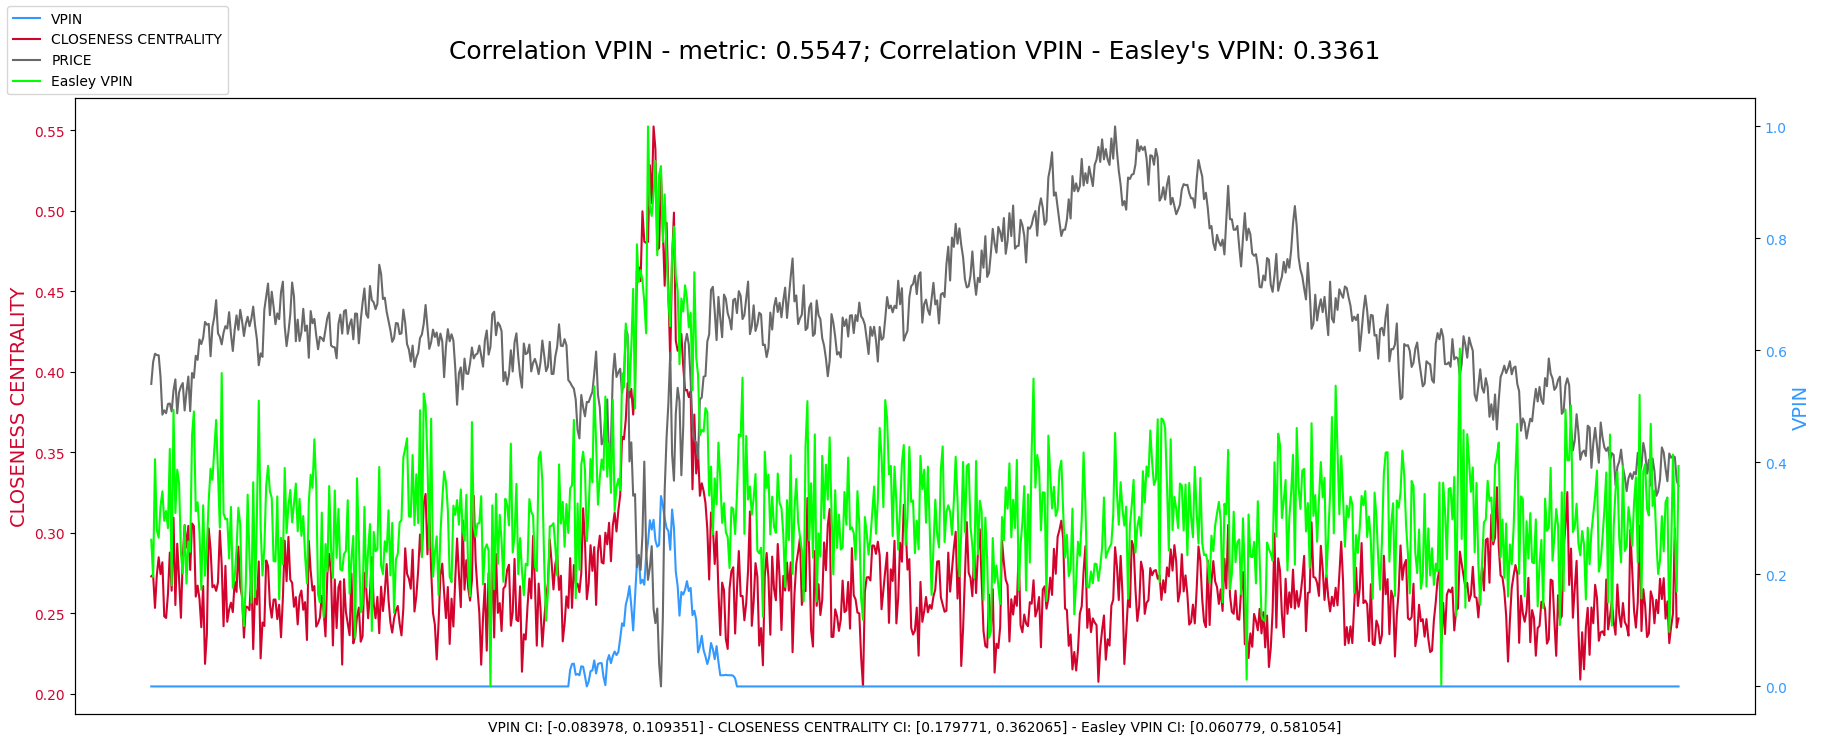 VPIN
CLOSENESS CENTRALITY
PRICE
Easley VPIN
Correlation VPIN - metric: 0.5547; Correlation VPIN - Easley's VPIN: 0.3361
CLOSENESS CENTRALITY
0.55
0.50
0.45
0.40
0.35
0.30
0.25
0.20
1.0
0.8
0.6
0.4
0.2
0.0
VPIN
VPIN CI: [-0.083978, 0.109351] - CLOSENESS CENTRALITY CI: [0.179771, 0.362065] - Easley VPIN CI: [0.060779, 0.581054]